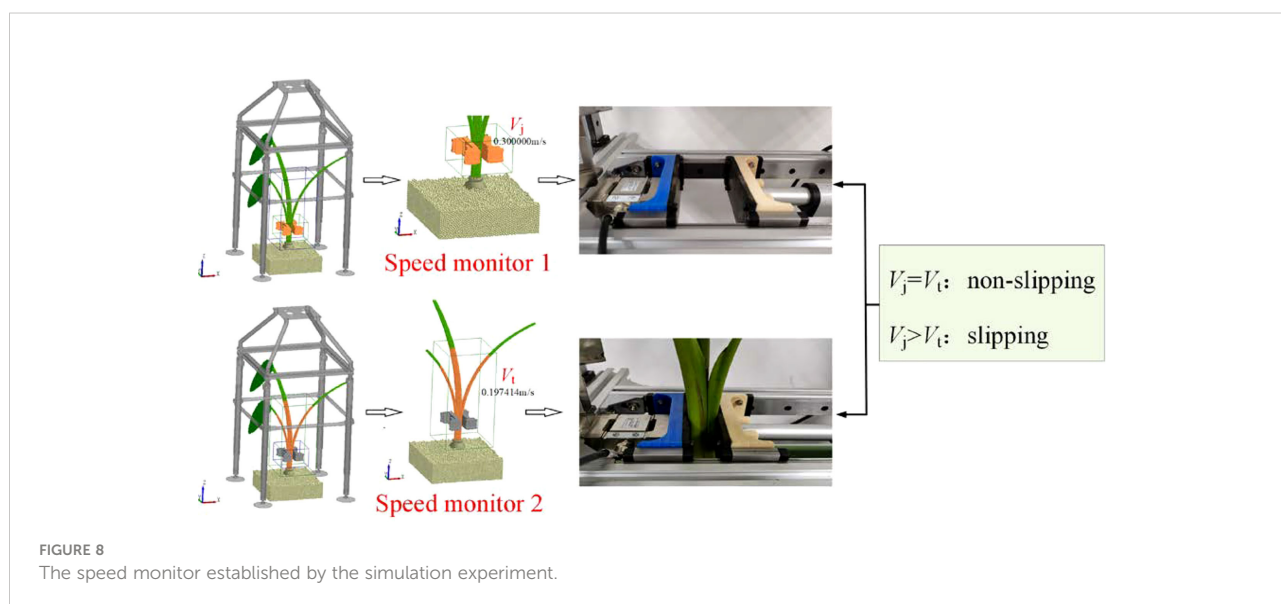 Vj
0.300000m/s
Speed monitor 1
Vj=Vt: non-slipping
Vj>Vt: slipping
Vt
0.197414m/s
Speed monitor 2
FIGURE 8
The speed monitor established by the simulation experiment.